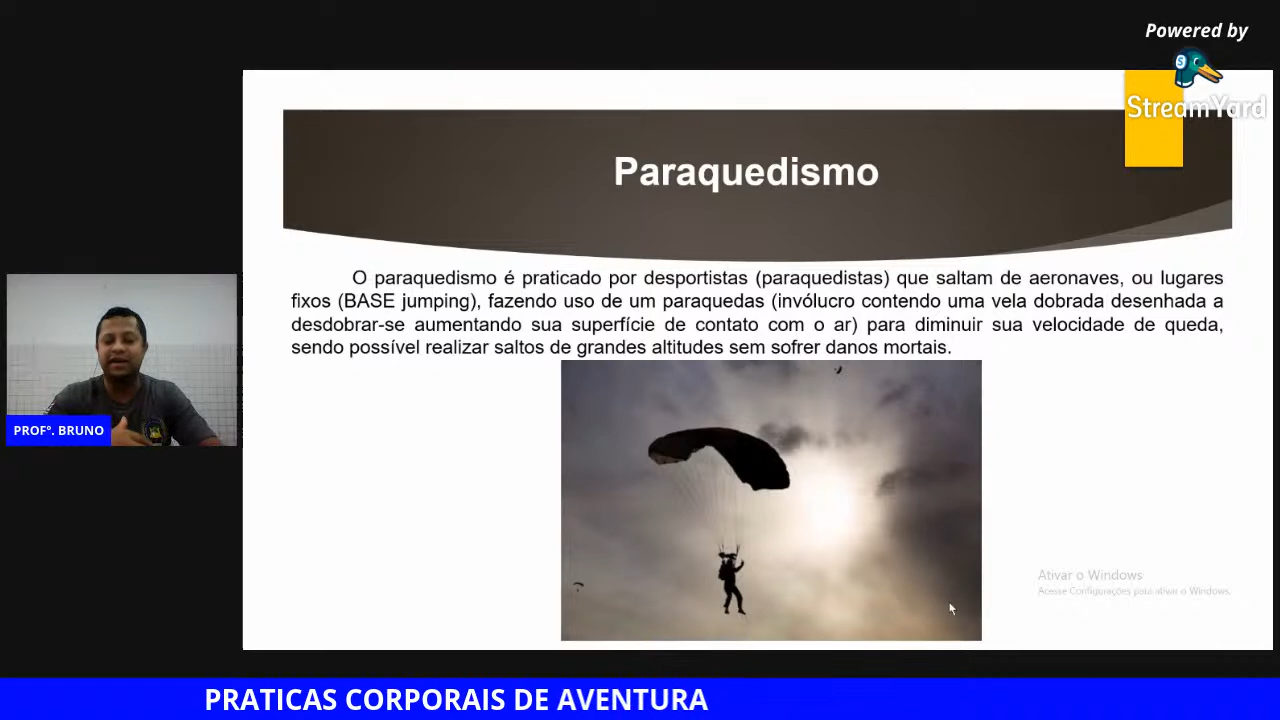 Powered by
StreamYard
Paraquedismo
O paraquedismo é praticado por desportistas (paraquedistas) que saltam de aeronaves, ou lugares
fixos (BASE jumping), fazendo uso de um paraquedas (invólucro contendo uma vela dobrada desenhada a
desdobrar-se aumentando sua superfície de contato com o ar) para diminuir sua velocidade de queda,
sendo possível realizar saltos de grandes altitudes sem sofrer danos mortais.
PROFº. BRUNO
Ativar o Windows
Acesse Configurações para ativar o Windows.
PRATICAS CORPORAIS DE AVENTURA